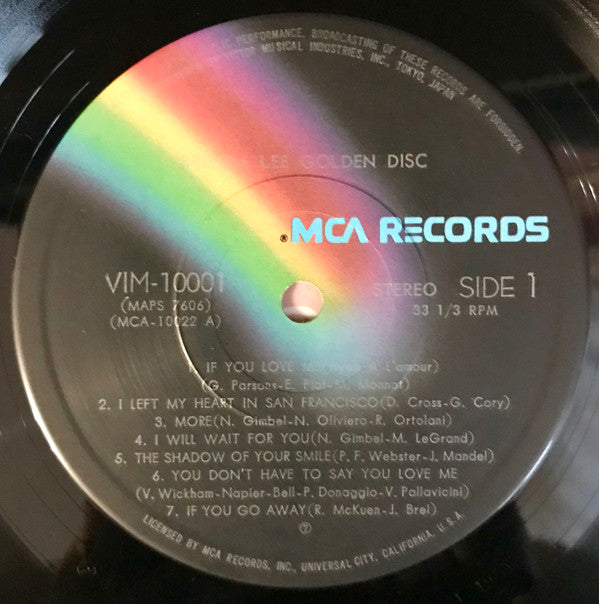 PERFORMANCE, BROADCASTING OF THESE RECORDS ARE FORBIDDEN.
MUSICAL INDUSTRIES, INC., TOKYO, JAPAN
LEE GOLDEN DISC
MCA RECORDS
VIM-10001
(MAPS 7606)
(MCA-10022 A)
STEREO SIDE 1
33 1/3 RPM
1. IF YOU LOVE ME L'amour)
(G. Parsons-E. Piaf-M. Monnot)
2. I LEFT MY HEART IN SAN FRANCISCO(D. Cross-G. Cory)
3. MORE(N. Gimbel-N. Oliviero-R. Ortolani)
4. I WILL WAIT FOR YOU(N. Gimbel-M. LeGrand)
5. THE SHADOW OF YOUR SMILE(P. F. Webster-J. Mandel)
6. YOU DON'T HAVE TO SAY YOU LOVE ME
(V. Wickham-Napier-Bell-P. Donaggio-V. Pallavicini)
7. IF YOU GO AWAY(R. McKuen-J. Brel)
LICENSED BY MCA RECORDS, INC., UNIVERSAL CITY, CALIFORNIA, U.S.A.